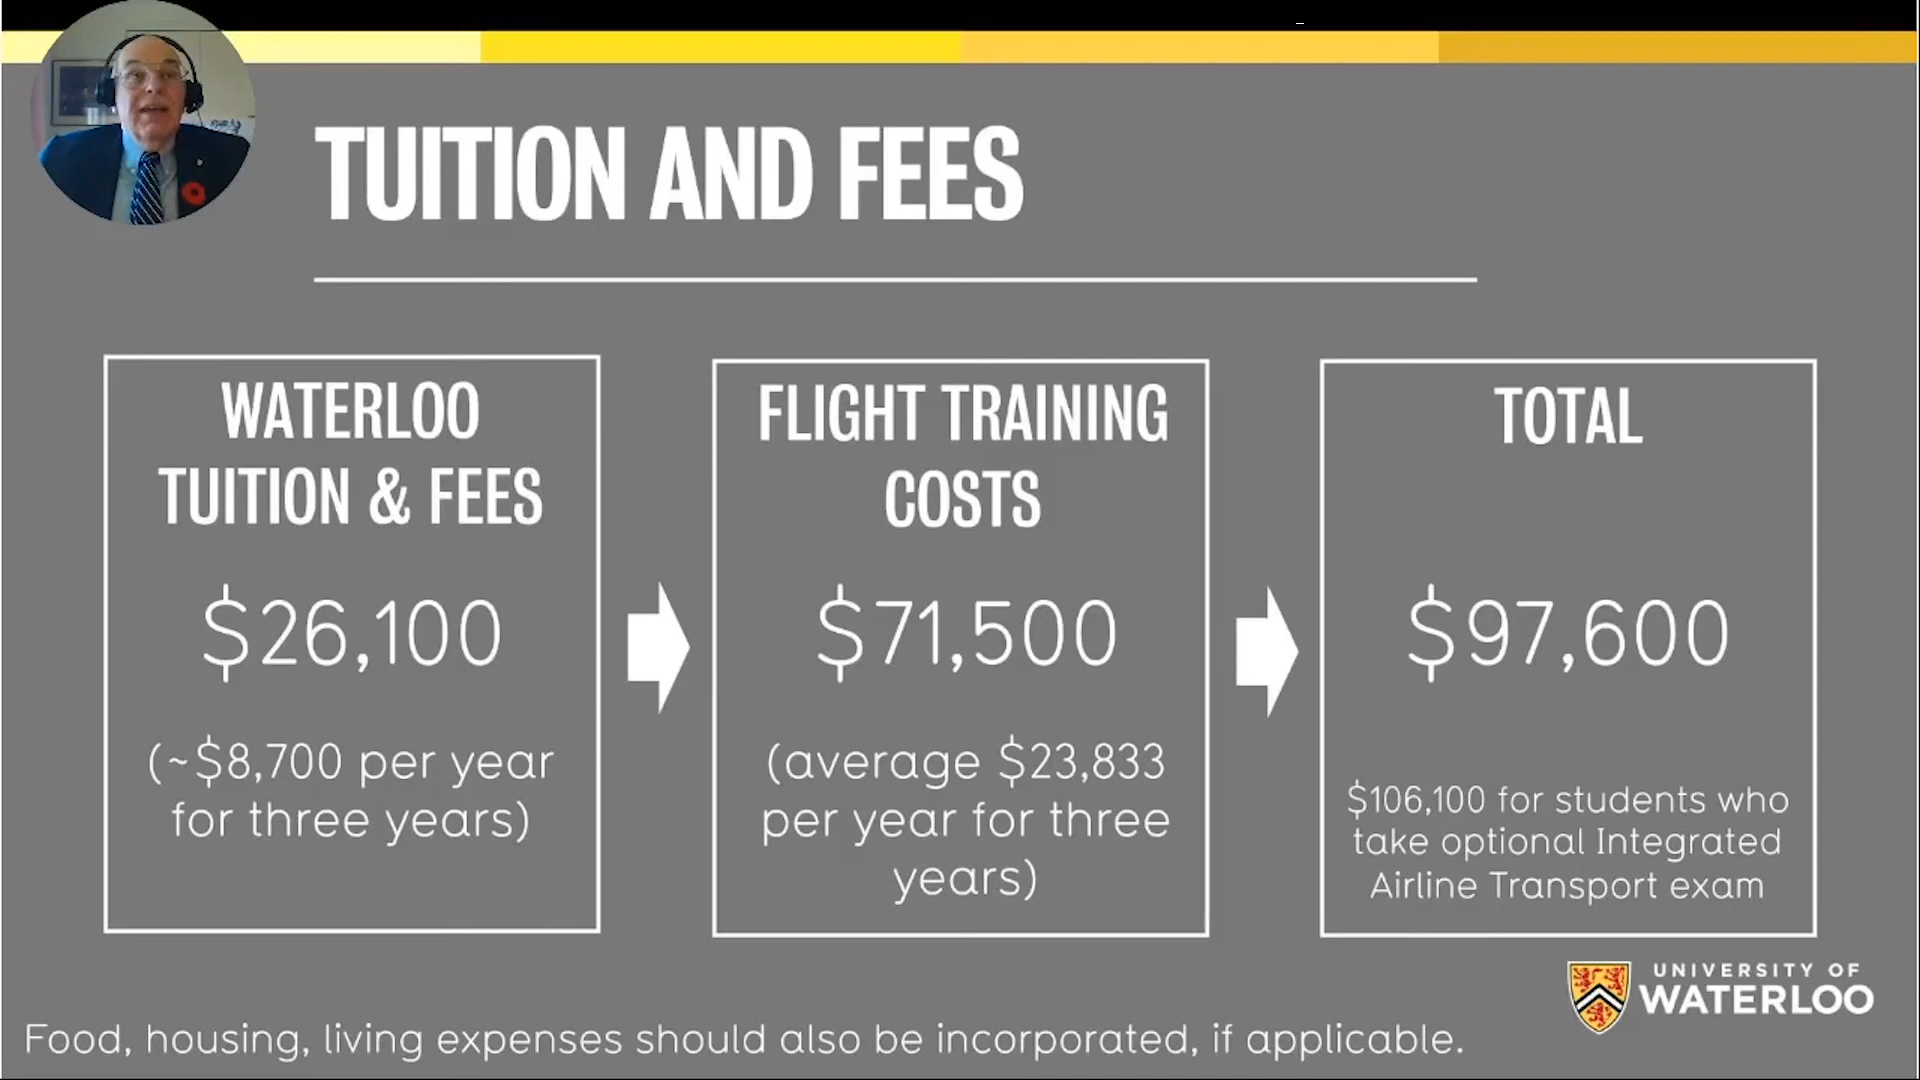 TUITION AND FEES
WATERLOO
TUITION & FEES
$26,100
(~$8,700 per year
for three years)
FLIGHT TRAINING
COSTS
$71,500
(average $23,833
per year for three
years)
TOTAL
$97,600
$106,100 for students who
take optional Integrated
Airline Transport exam
UNIVERSITY OF
WATERLOO
Food, housing, living expenses should also be incorporated, if applicable.